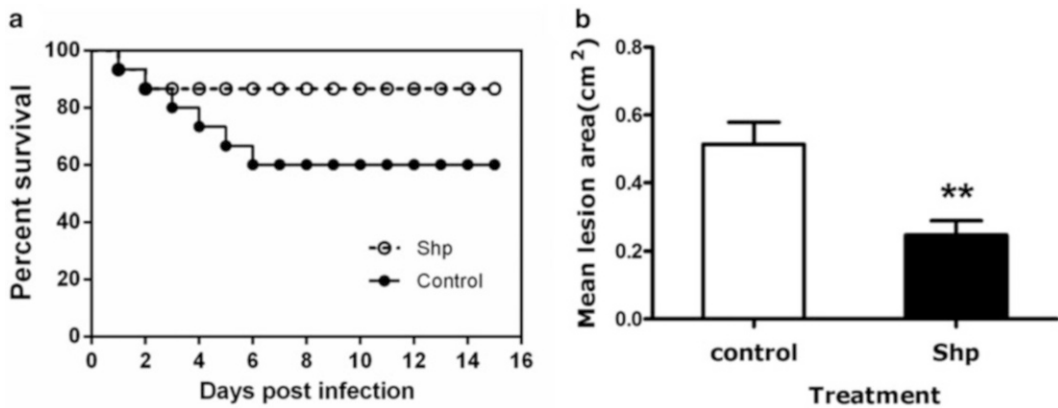 a
100
80
60
40
20
0
Percent survival
Shp
Control
0 2 4 6 8 10 12 14 16
Days post infection
b
0.8
0.6
0.4
0.2
0.0
Mean lesion area(cm²)
**
control Shp
Treatment